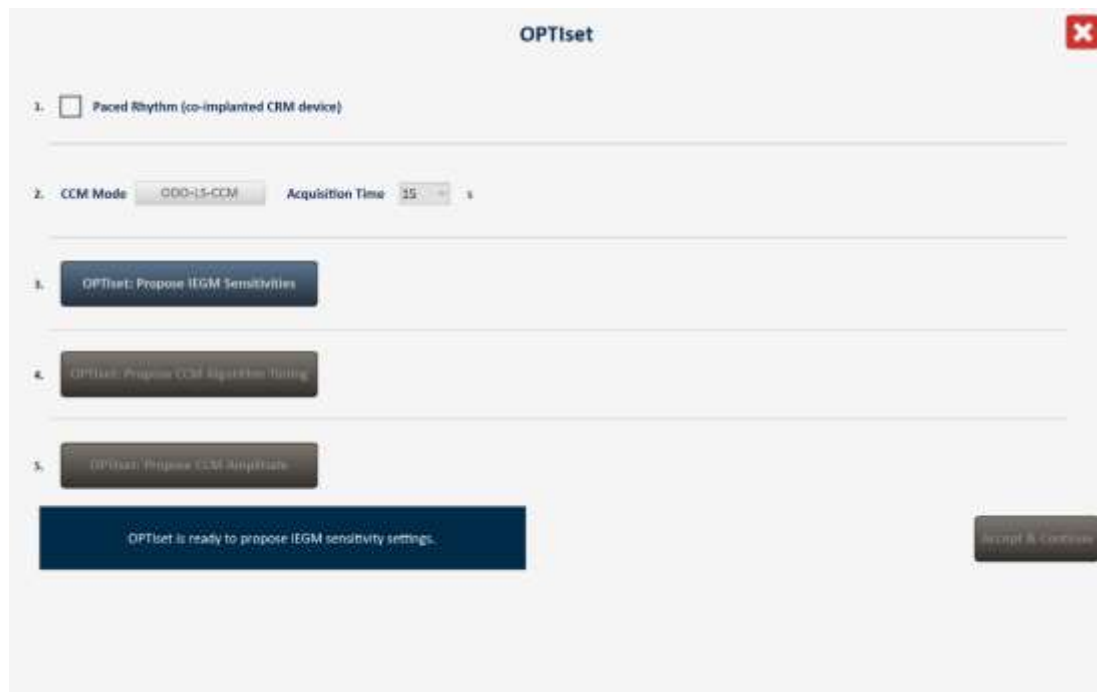 OPTIset
1. Paced Rhythm (co-implanted CRM device)
2. CCM Mode ODO-LS-CCM Acquisition Time 15 s
3. OPTIset: Propose IEGM Sensitivities
4. OPTIset: Propose CCM Algorithm Timing
5. OPTIset: Propose CCM Amplitude
OPTIset is ready to propose IEGM sensitivity settings.
Accept & Continue